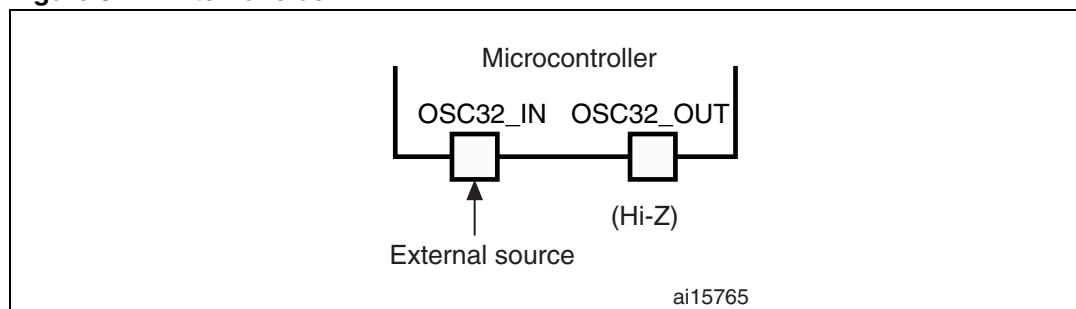 Microcontroller
OSC32_IN OSC32_OUT
(Hi-Z)
External source
ai15765